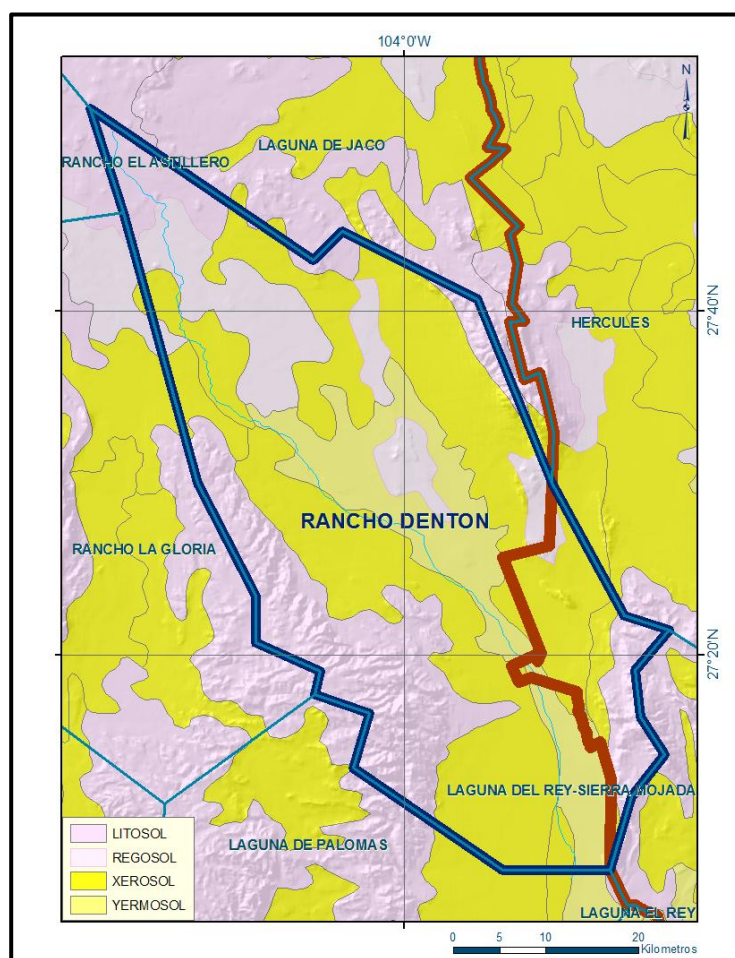 104°0'W
N
LAGUNA DE JACO
RANCHO EL ASTILLERO
27°40'N
HERCULES
RANCHO DENTON
RANCHO LA GLORIA
27°20'N
LAGUNA DEL REY-SIERRA MOJADA
LAGUNA DE PALOMAS
LITOSOL
REGOSOL
XEROSOL
YERMOSOL
LAGUNA EL REY
0 5 10 20
Kilometros